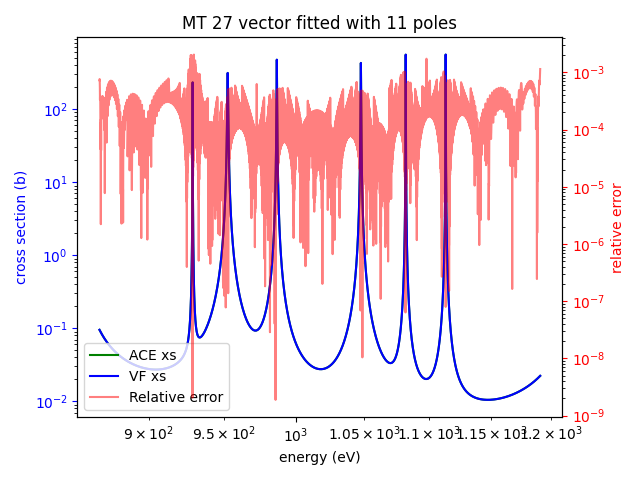 MT 27 vector fitted with 11 poles
cross section (b)
10²
10¹
10⁰
10⁻¹
10⁻²
10⁻³
10⁻⁴
10⁻⁵
10⁻⁶
10⁻⁷
10⁻⁸
10⁻⁹
relative error
ACE xs
VF xs
Relative error
9 × 10² 9.5 × 10² 10³ 1.05 × 10³ 1.1 × 10³ 1.15 × 10³ 1.2 × 10³
energy (eV)